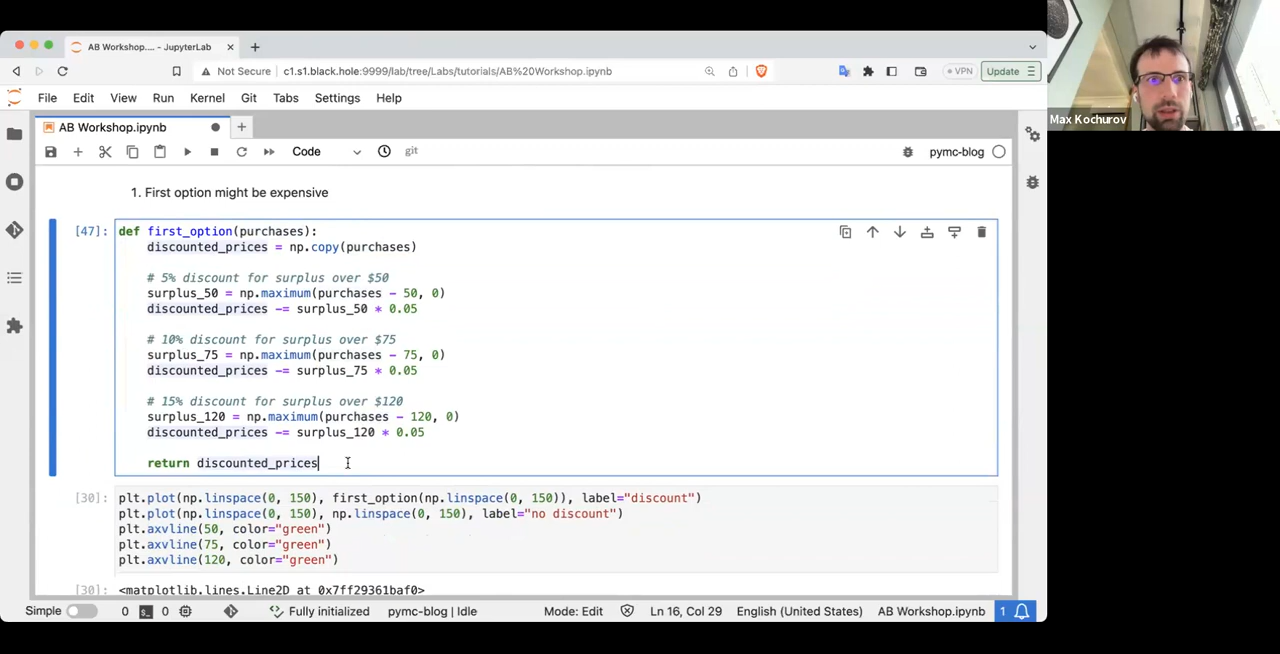 AB Workshop.... - JupyterLab
Not Secure
c1.s1.black.hole:9999/lab/tree/Labs/tutorials/AB%20Workshop.ipynb
VPN
Update
File Edit View Run Kernel Git Tabs Settings Help
Max Kochurov
AB Workshop.ipynb
Code
git
pymc-blog
1. First option might be expensive
[47]: def first_option(purchases):
discounted_prices = np.copy(purchases)
# 5% discount for surplus over $50
surplus_50 = np.maximum(purchases - 50, 0)
discounted_prices -= surplus_50 * 0.05
# 10% discount for surplus over $75
surplus_75 = np.maximum(purchases - 75, 0)
discounted_prices -= surplus_75 * 0.05
# 15% discount for surplus over $120
surplus_120 = np.maximum(purchases - 120, 0)
discounted_prices -= surplus_120 * 0.05
return discounted_prices
[30]: plt.plot(np.linspace(0, 150), first_option(np.linspace(0, 150)), label="discount")
plt.plot(np.linspace(0, 150), np.linspace(0, 150), label="no discount")
plt.axvline(50, color="green")
plt.axvline(75, color="green")
plt.axvline(120, color="green")
[30]: <matplotlib.lines.Line2D at 0x7ff29361baf0>
Simple 0 0 Fully initialized pymc-blog | Idle Mode: Edit Ln 16, Col 29 English (United States) AB Workshop.ipynb 1